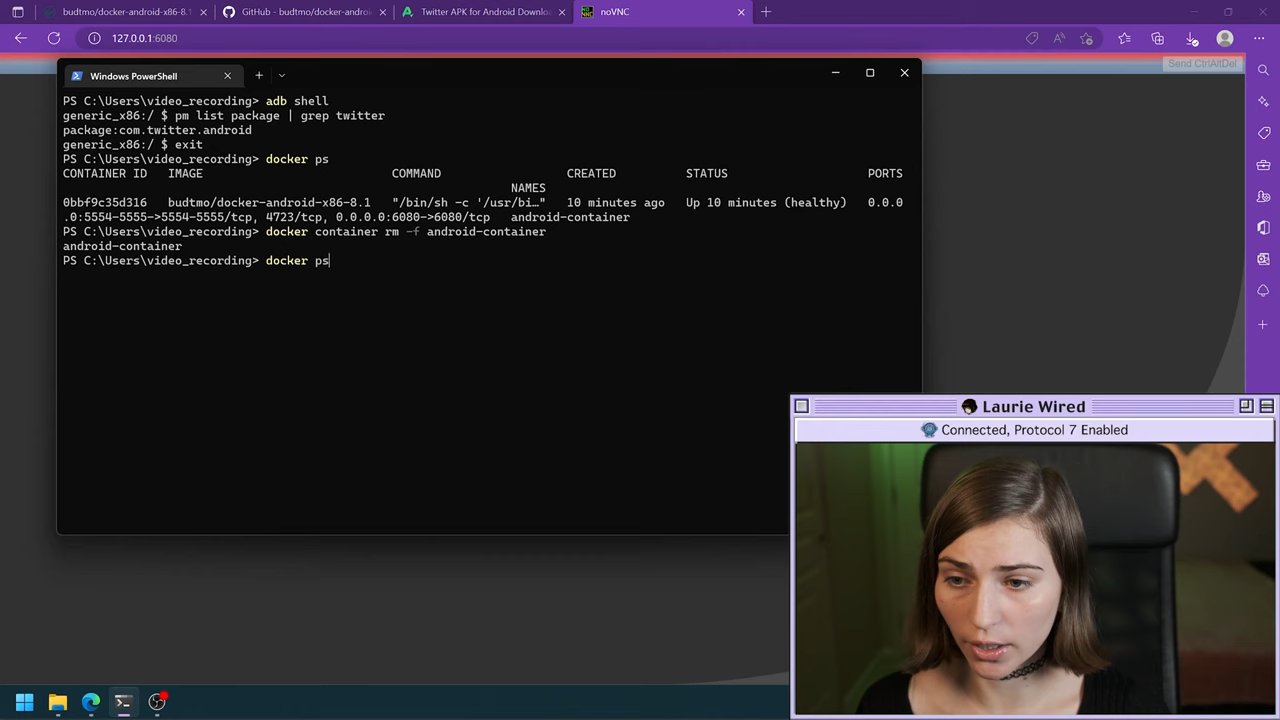 budtmo/docker-android-x86-8.1
GitHub - budtmo/docker-andro
Twitter APK for Android Downloa
noVNC
127.0.0.1:6080
Send CtrlAltDel
Windows PowerShell
PS C:\Users\video_recording> adb shell
generic_x86:/ $ pm list package | grep twitter
package:com.twitter.android
generic_x86:/ $ exit
PS C:\Users\video_recording> docker ps
CONTAINER ID IMAGE COMMAND CREATED STATUS PORTS
NAMES
0bbf9c35d316 budtmo/docker-android-x86-8.1 "/bin/sh -c '/usr/bi…" 10 minutes ago Up 10 minutes (healthy) 0.0.0
.0:5554-5555->5554-5555/tcp, 4723/tcp, 0.0.0.0:6080->6080/tcp android-container
PS C:\Users\video_recording> docker container rm -f android-container
android-container
PS C:\Users\video_recording> docker ps
Laurie Wired
Connected, Protocol 7 Enabled